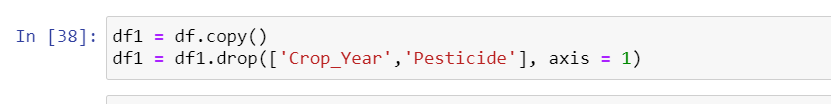 In [38]: df1 = df.copy()
df1 = df1.drop(['Crop_Year','Pesticide'], axis = 1)